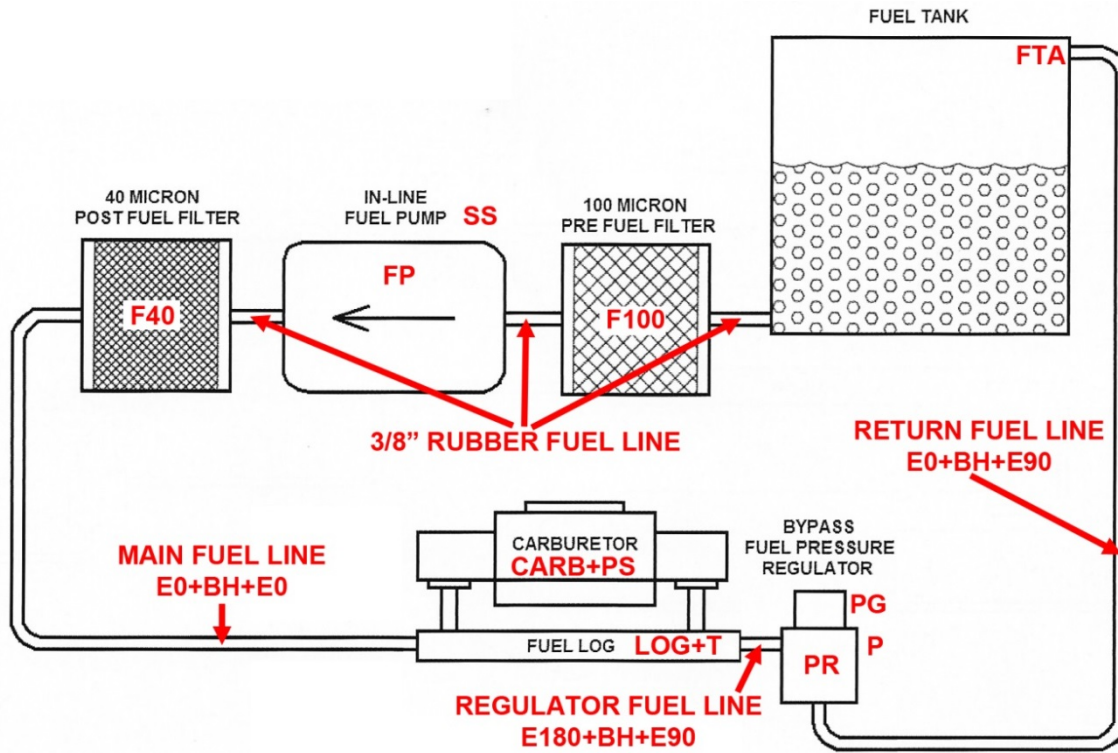 FUEL TANK
FTA
40 MICRON
POST FUEL FILTER
IN-LINE
FUEL PUMP
SS
100 MICRON
PRE FUEL FILTER
F40
FP
F100
3/8” RUBBER FUEL LINE
RETURN FUEL LINE
E0+BH+E90
MAIN FUEL LINE
E0+BH+E0
CARBURETOR
CARB+PS
BYPASS
FUEL PRESSURE
REGULATOR
PG
P
PR
FUEL LOG
LOG+T
REGULATOR FUEL LINE
E180+BH+E90